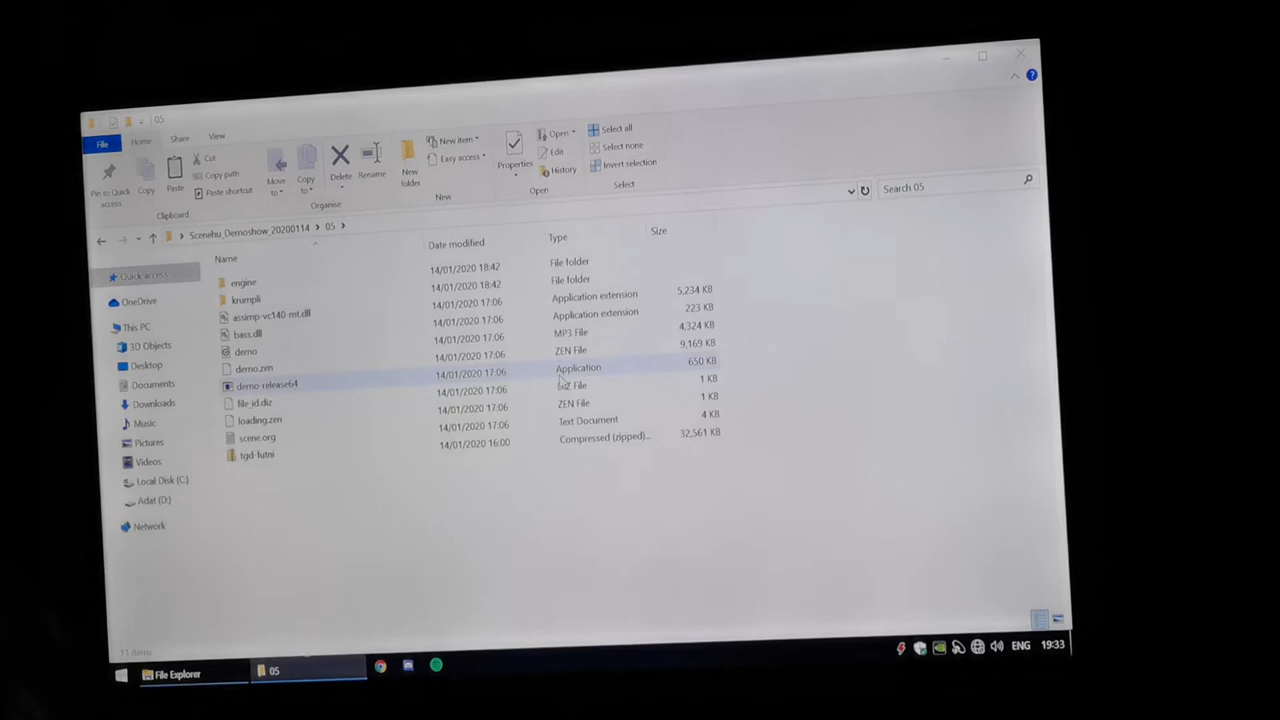 05
File Home Share View
Pin to Quick access
Copy
Paste
Cut
Copy path
Paste shortcut
Clipboard
Move to
Copy to
Delete
Rename
Organise
New folder
New item
Easy access
New
Properties
Open
Edit
History
Open
Select all
Select none
Invert selection
Select
Scenehu_Demoshow_20200114 > 05 >
Search 05
Name Date modified Type Size
Quick access
OneDrive
This PC
3D Objects
Desktop
Documents
Downloads
Music
Pictures
Videos
Local Disk (C:)
Adat (D:)
Network
engine 14/01/2020 18:42 File folder
krumpli 14/01/2020 18:42 File folder
assimp-vc140-mt.dll 14/01/2020 17:06 Application extension 5,234 KB
bass.dll 14/01/2020 17:06 Application extension 223 KB
demo 14/01/2020 17:06 MP3 File 4,324 KB
demo.zen 14/01/2020 17:06 ZEN File 9,169 KB
demo-release64 14/01/2020 17:06 Application 650 KB
file_id.diz 14/01/2020 17:06 File 1 KB
loading.zen 14/01/2020 17:06 ZEN File 1 KB
scene.org 14/01/2020 17:06 Text Document 4 KB
tgd-futni 14/01/2020 16:00 Compressed (zipped)... 32,561 KB
11 items
File Explorer 05 ENG 19:33